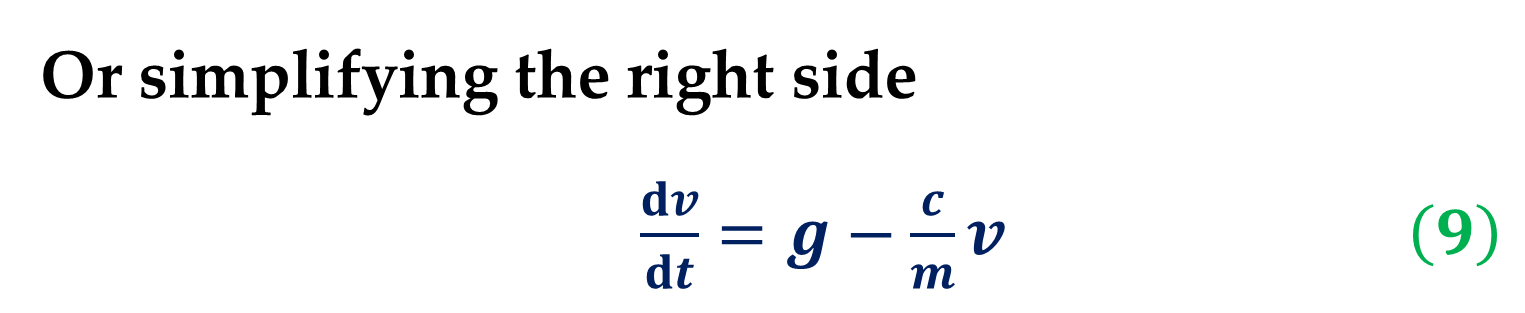 Or simplifying the right side
dv/dt = g − c/m v (9)